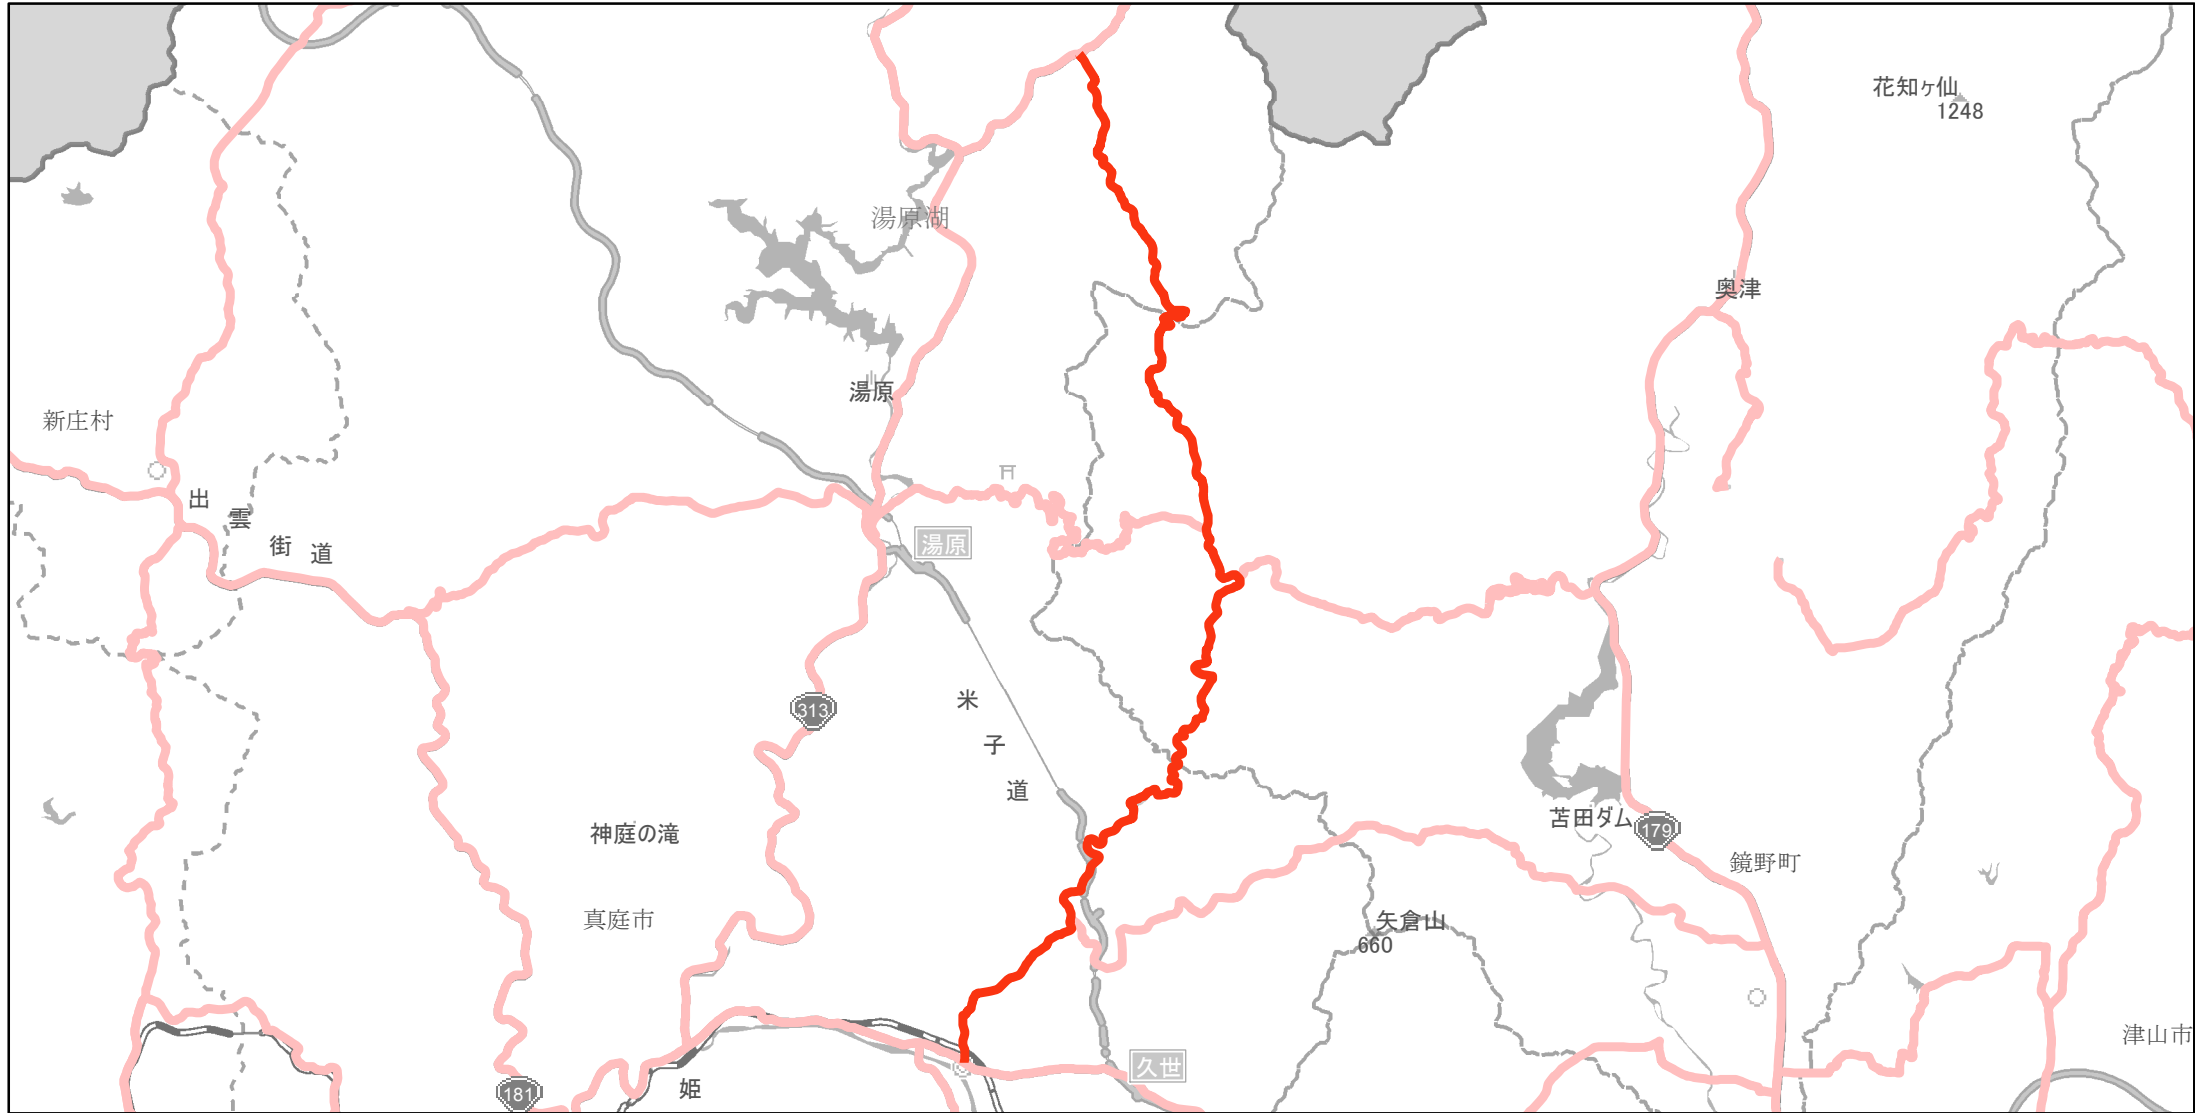 花知ヶ仙
1248
湯原湖
奥津
湯原
新庄村
出雲街道
湯原
313
米子道
神庭の滝
苫田ダム
179
鏡野町
真庭市
矢倉山
660
津山市
久世
181
姫